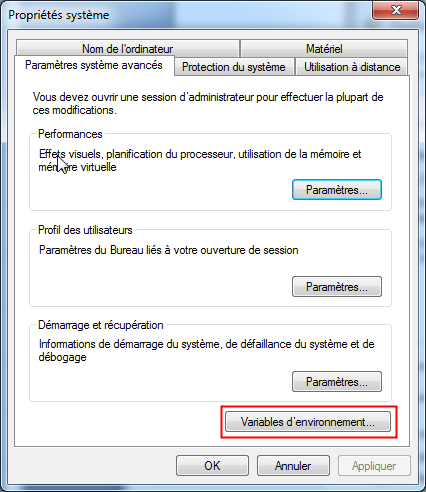 Propriétés système
Nom de l'ordinateur
Matériel
Paramètres système avancés
Protection du système
Utilisation à distance
Vous devez ouvrir une session d'administrateur pour effectuer la plupart de
ces modifications.
Performances
Effets visuels, planification du processeur, utilisation de la mémoire et
mémoire virtuelle
Paramètres...
Profil des utilisateurs
Paramètres du Bureau liés à votre ouverture de session
Paramètres...
Démarrage et récupération
Informations de démarrage du système, de défaillance du système et de
débogage
Paramètres...
Variables d'environnement...
OK
Annuler
Appliquer